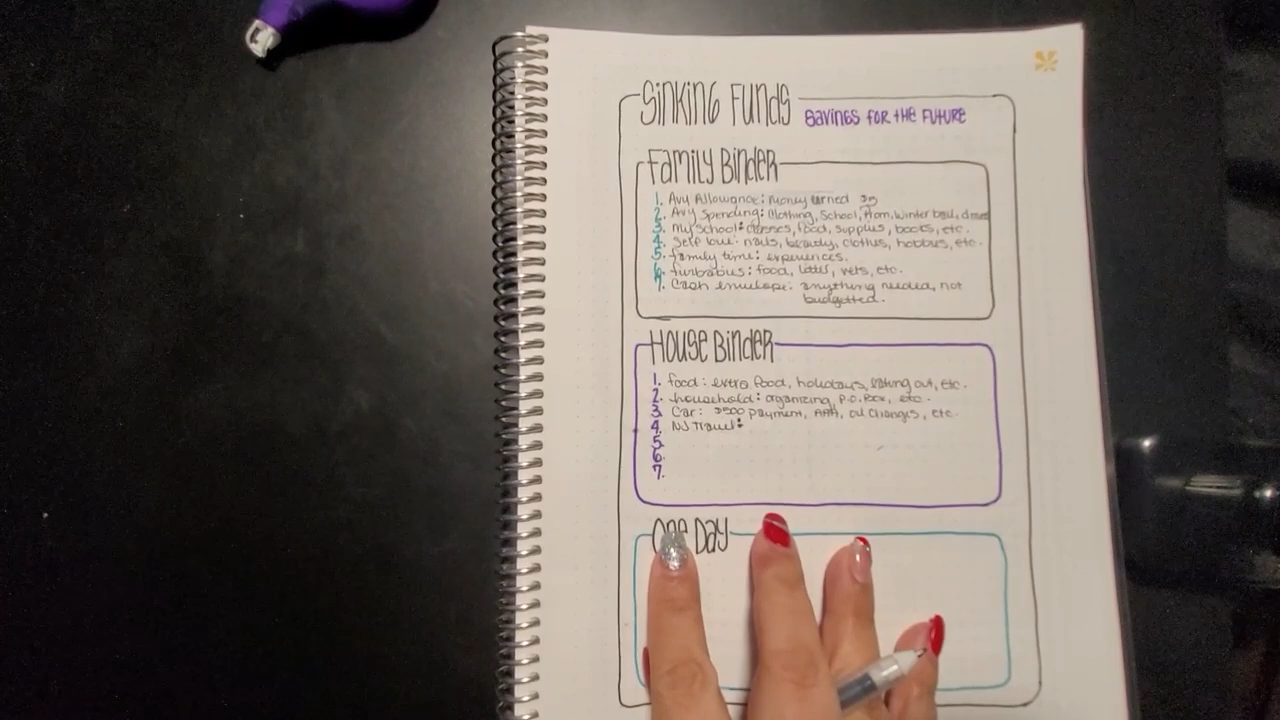 Sinking Funds
Savings for the Future
Family Binder
1. Avy Allowance: money earned
2. Avy Spending: Clothing, School, Prom, Winter ball,
3. My School: classes, food, supplies, books, etc.
4. Self love: nails, beauty, clothes, hobbies, etc.
5. Family time: experiences.
6. furbabies: food, litter, vets, etc.
7. Cash envelope: anything needed, not
budgetted.
House Binder
1. food: extra food, holidays, eating out, etc.
2. household: organizing, P.O. Box, etc.
3. Car: $500 payment, AAA, oil changes, etc.
4. NJ Travel:
5.
6.
7.
One Day